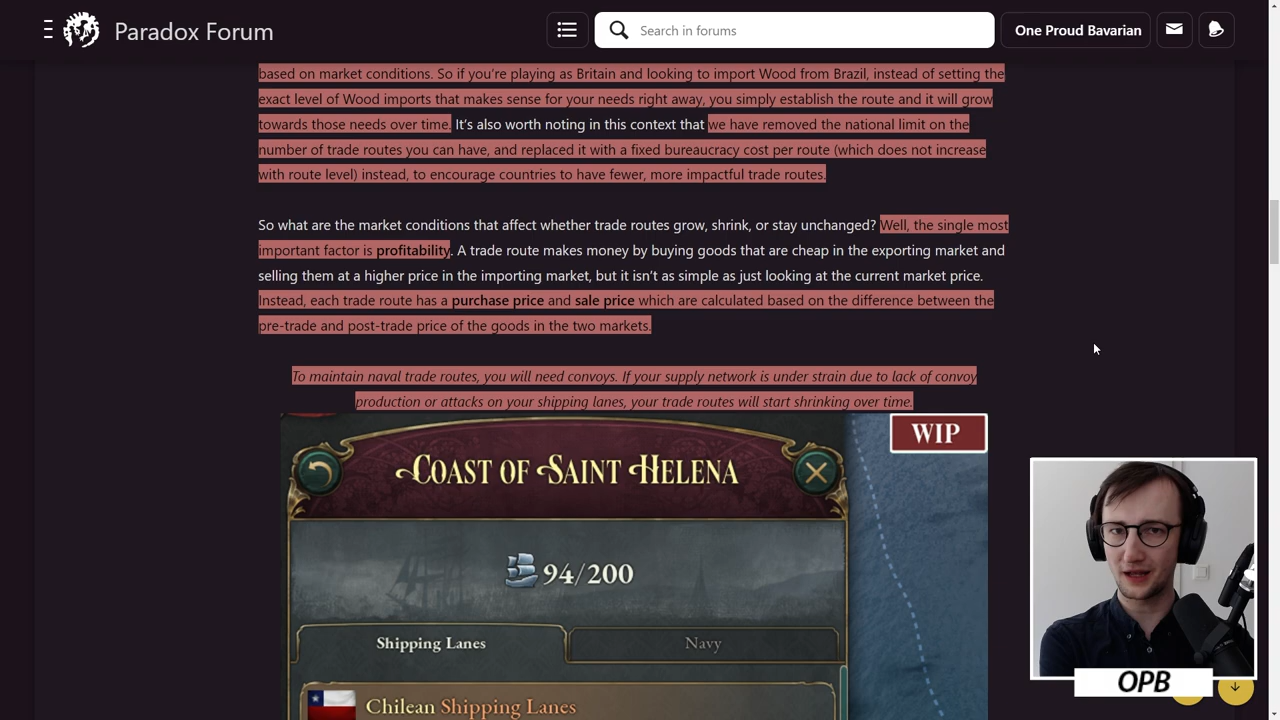 Paradox Forum
Search in forums
One Proud Bavarian
based on market conditions. So if you’re playing as Britain and looking to import Wood from Brazil, instead of setting the
exact level of Wood imports that makes sense for your needs right away, you simply establish the route and it will grow
towards those needs over time. It’s also worth noting in this context that we have removed the national limit on the
number of trade routes you can have, and replaced it with a fixed bureaucracy cost per route (which does not increase
with route level) instead, to encourage countries to have fewer, more impactful trade routes.
So what are the market conditions that affect whether trade routes grow, shrink, or stay unchanged? Well, the single most
important factor is profitability. A trade route makes money by buying goods that are cheap in the exporting market and
selling them at a higher price in the importing market, but it isn’t as simple as just looking at the current market price.
Instead, each trade route has a purchase price and sale price which are calculated based on the difference between the
pre-trade and post-trade price of the goods in the two markets.
To maintain naval trade routes, you will need convoys. If your supply network is under strain due to lack of convoy
production or attacks on your shipping lanes, your trade routes will start shrinking over time.
WIP
Coast of Saint Helena
94/200
Shipping Lanes
Navy
Chilean Shipping Lanes
OPB